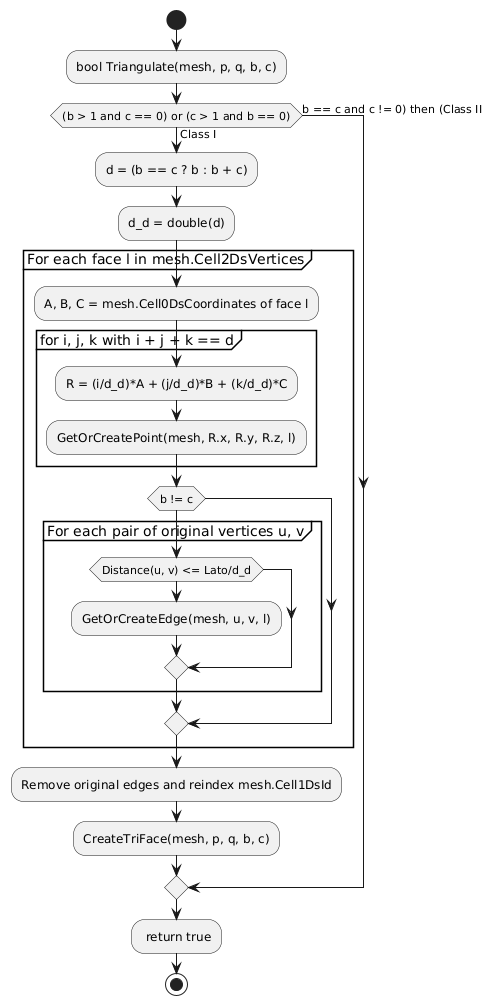 bool Triangulate(mesh, p, q, b, c)
(b > 1 and c == 0) or (c > 1 and b == 0)
b == c and c != 0) then (Class II
Class I
d = (b == c ? b : b + c)
d_d = double(d)
For each face l in mesh.Cell2DsVertices
A, B, C = mesh.Cell0DsCoordinates of face l
for i, j, k with i + j + k == d
R = (i/d_d)*A + (j/d_d)*B + (k/d_d)*C
GetOrCreatePoint(mesh, R.x, R.y, R.z, l)
b != c
For each pair of original vertices u, v
Distance(u, v) <= Lato/d_d
GetOrCreateEdge(mesh, u, v, l)
Remove original edges and reindex mesh.Cell1DsId
CreateTriFace(mesh, p, q, b, c)
return true